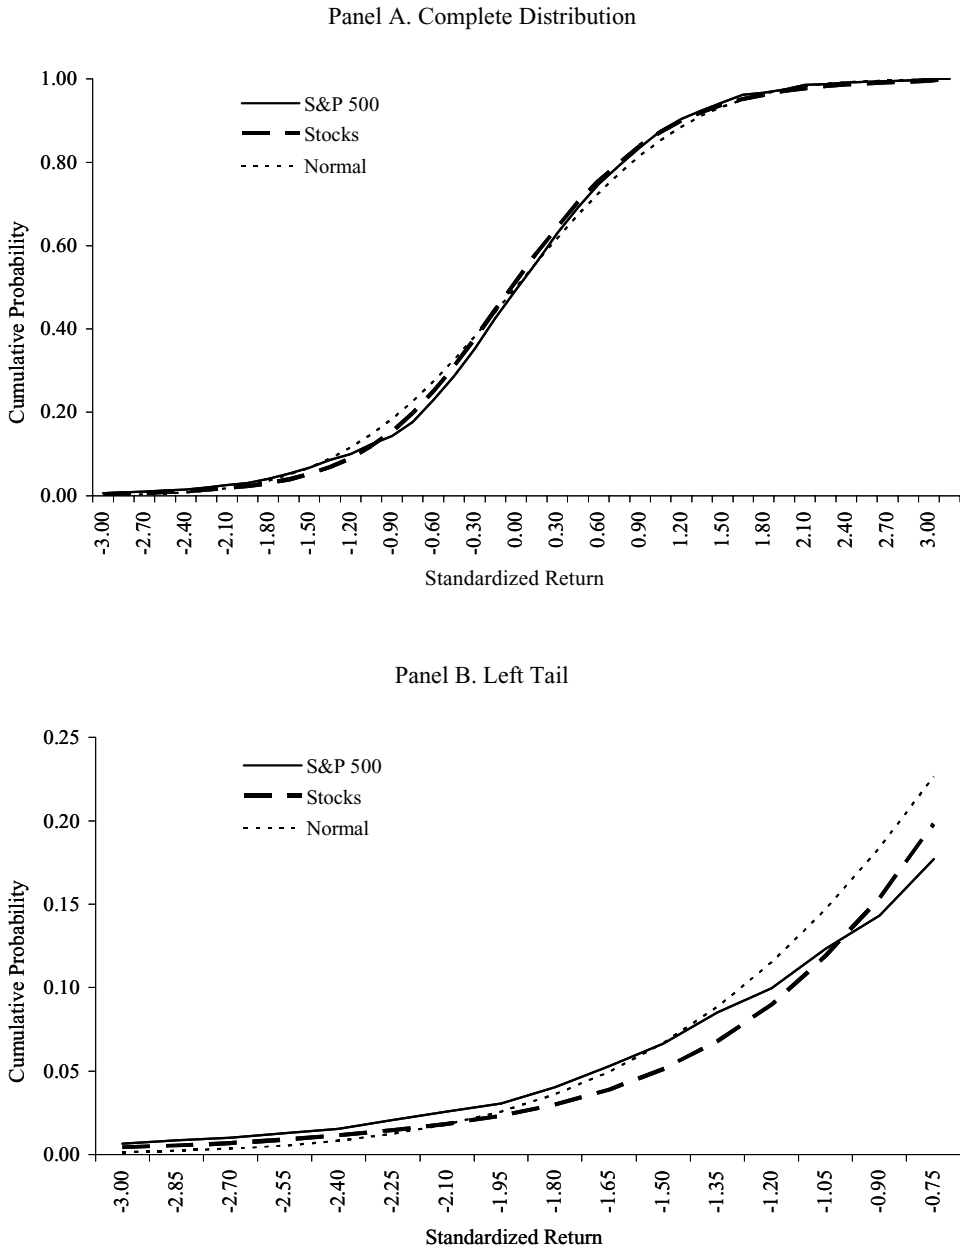 Panel A. Complete Distribution
1.00
0.80
0.60
0.40
0.20
0.00
Cumulative Probability
S&P 500
Stocks
Normal
-3.00 -2.70 -2.40 -2.10 -1.80 -1.50 -1.20 -0.90 -0.60 -0.30 0.00 0.30 0.60 0.90 1.20 1.50 1.80 2.10 2.40 2.70 3.00
Standardized Return
Panel B. Left Tail
0.25
0.20
0.15
0.10
0.05
0.00
Cumulative Probability
S&P 500
Stocks
Normal
-3.00 -2.85 -2.70 -2.55 -2.40 -2.25 -2.10 -1.95 -1.80 -1.65 -1.50 -1.35 -1.20 -1.05 -0.90 -0.75
Standardized Return